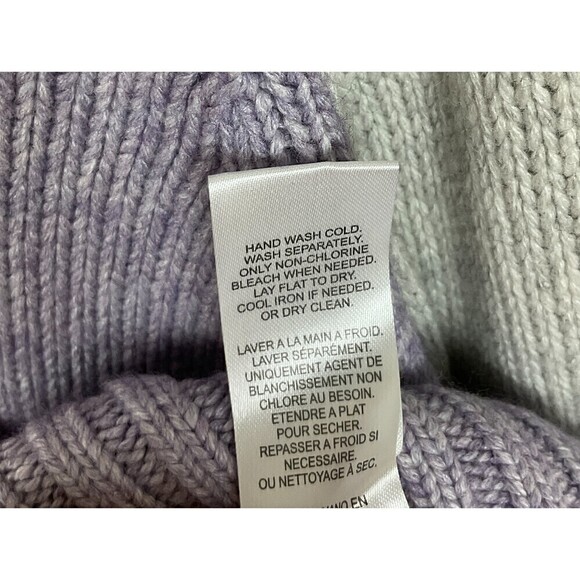 HAND WASH COLD.
WASH SEPARATELY.
ONLY NON-CHLORINE
BLEACH WHEN NEEDED.
LAY FLAT TO DRY.
COOL IRON IF NEEDED.
OR DRY CLEAN.
LAVER A LA MAIN A FROID.
LAVER SÉPARÉMENT.
UNIQUEMENT AGENT DE
BLANCHISSEMENT NON
CHLORE AU BESOIN.
ETENDRE A PLAT
POUR SECHER.
REPASSER A FROID SI
NECESSAIRE.
OU NETTOYAGE À SEC.
EN